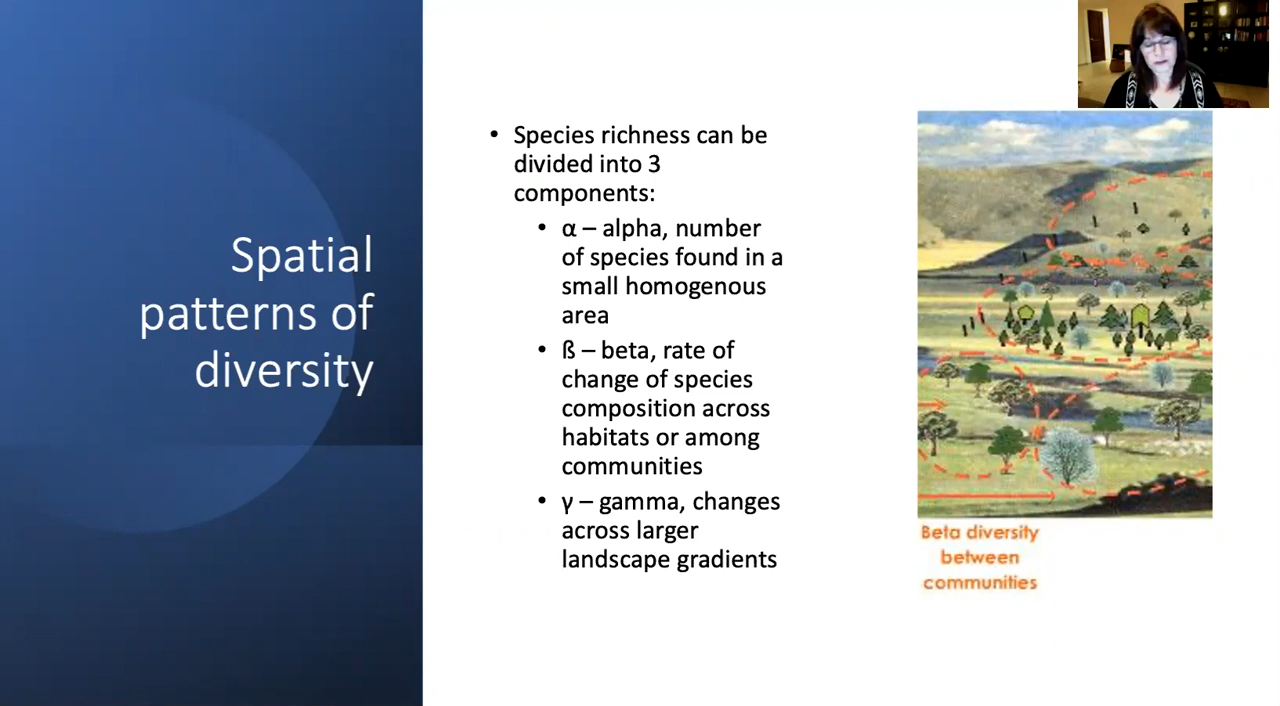 Spatial
patterns of
diversity
• Species richness can be
divided into 3
components:
• α – alpha, number
of species found in a
small homogenous
area
• ß – beta, rate of
change of species
composition across
habitats or among
communities
• γ – gamma, changes
across larger
landscape gradients
Beta diversity
between
communities